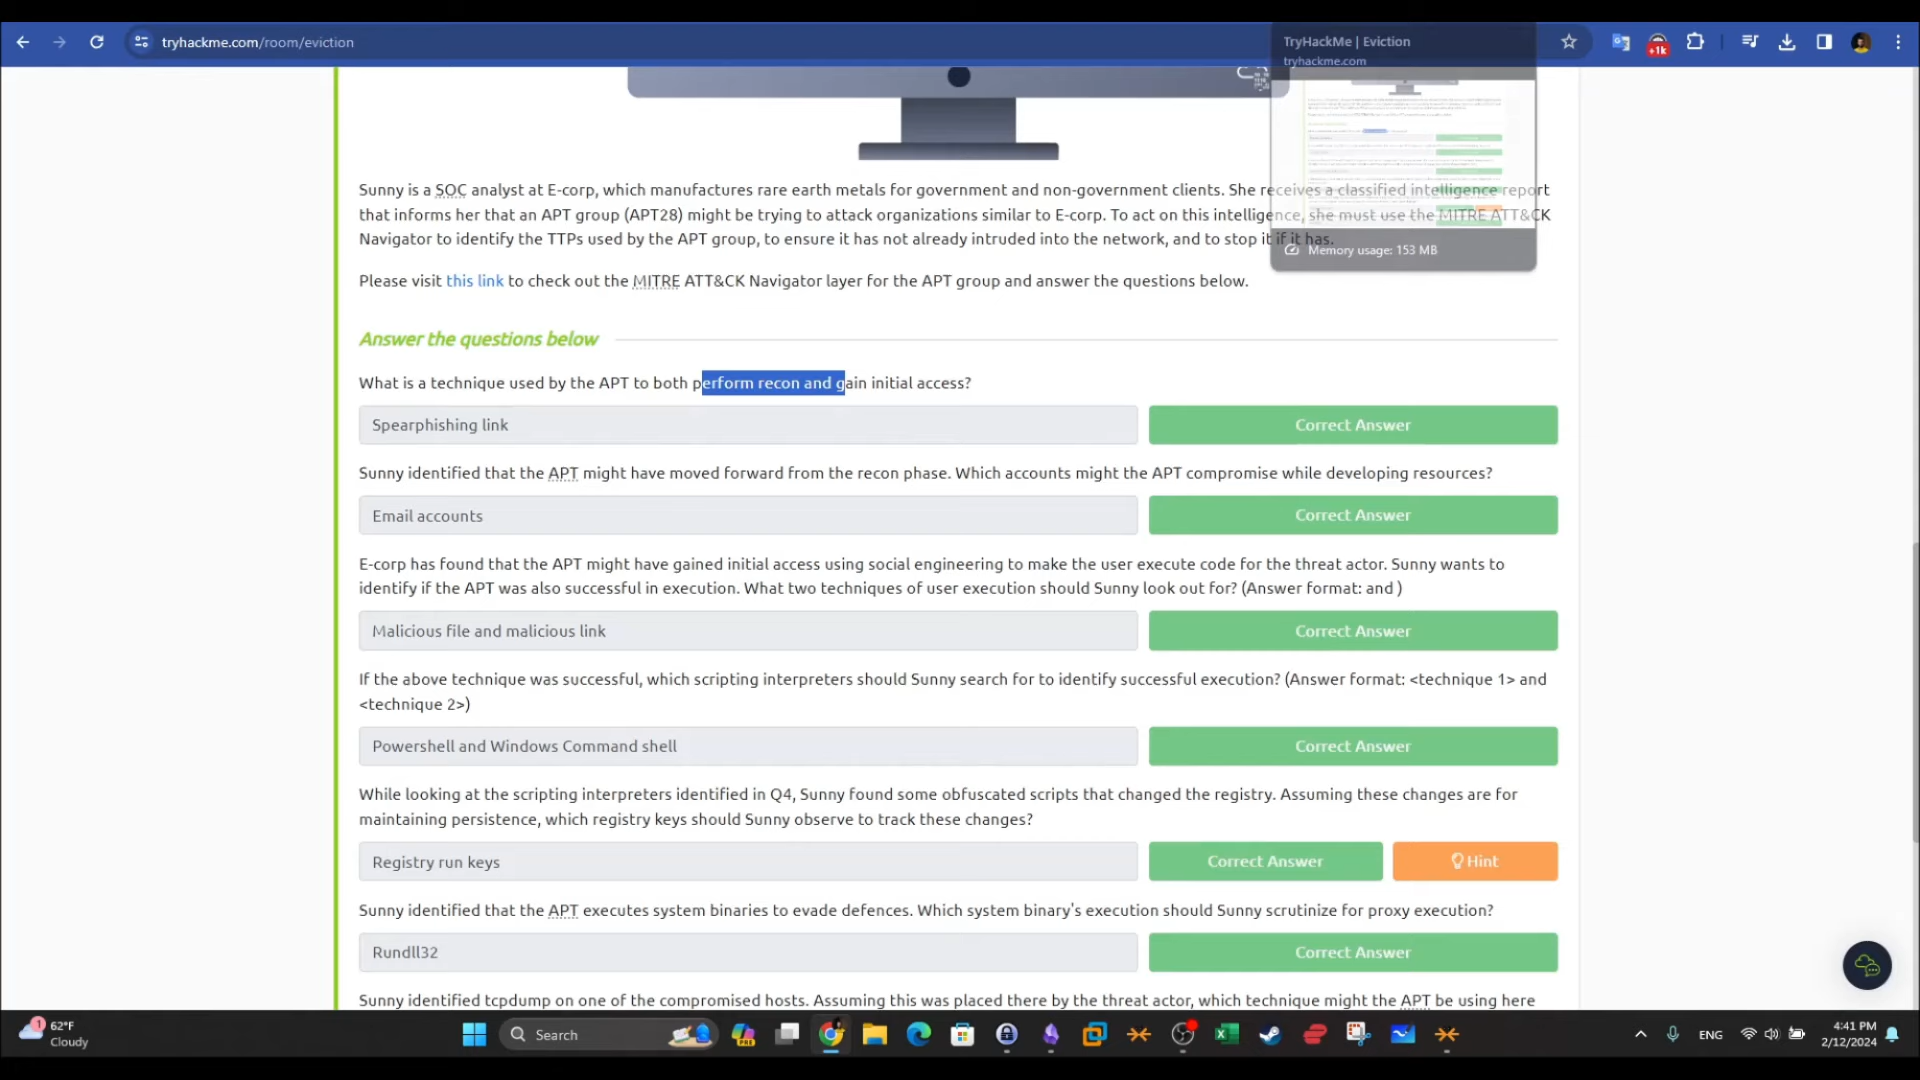 tryhackme.com/room/eviction
TryHackMe | Eviction
tryhackme.com
+1k
Memory usage: 153 MB
Sunny is a SOC analyst at E-corp, which manufactures rare earth metals for government and non-government clients. She receives a classified intelligence report
that informs her that an APT group (APT28) might be trying to attack organizations similar to E-corp. To act on this intelligence, she must use the MITRE ATT&CK
Navigator to identify the TTPs used by the APT group, to ensure it has not already intruded into the network, and to stop it if it has.
Please visit this link to check out the MITRE ATT&CK Navigator layer for the APT group and answer the questions below.
Answer the questions below
What is a technique used by the APT to both perform recon and gain initial access?
Spearphishing link
Correct Answer
Sunny identified that the APT might have moved forward from the recon phase. Which accounts might the APT compromise while developing resources?
Email accounts
Correct Answer
E-corp has found that the APT might have gained initial access using social engineering to make the user execute code for the threat actor. Sunny wants to
identify if the APT was also successful in execution. What two techniques of user execution should Sunny look out for? (Answer format: and )
Malicious file and malicious link
Correct Answer
If the above technique was successful, which scripting interpreters should Sunny search for to identify successful execution? (Answer format: <technique 1> and
<technique 2>)
Powershell and Windows Command shell
Correct Answer
While looking at the scripting interpreters identified in Q4, Sunny found some obfuscated scripts that changed the registry. Assuming these changes are for
maintaining persistence, which registry keys should Sunny observe to track these changes?
Registry run keys
Correct Answer
Hint
Sunny identified that the APT executes system binaries to evade defences. Which system binary's execution should Sunny scrutinize for proxy execution?
Rundll32
Correct Answer
Sunny identified tcpdump on one of the compromised hosts. Assuming this was placed there by the threat actor, which technique might the APT be using here
1
62°F
Cloudy
Search
ENG
4:41 PM
2/12/2024